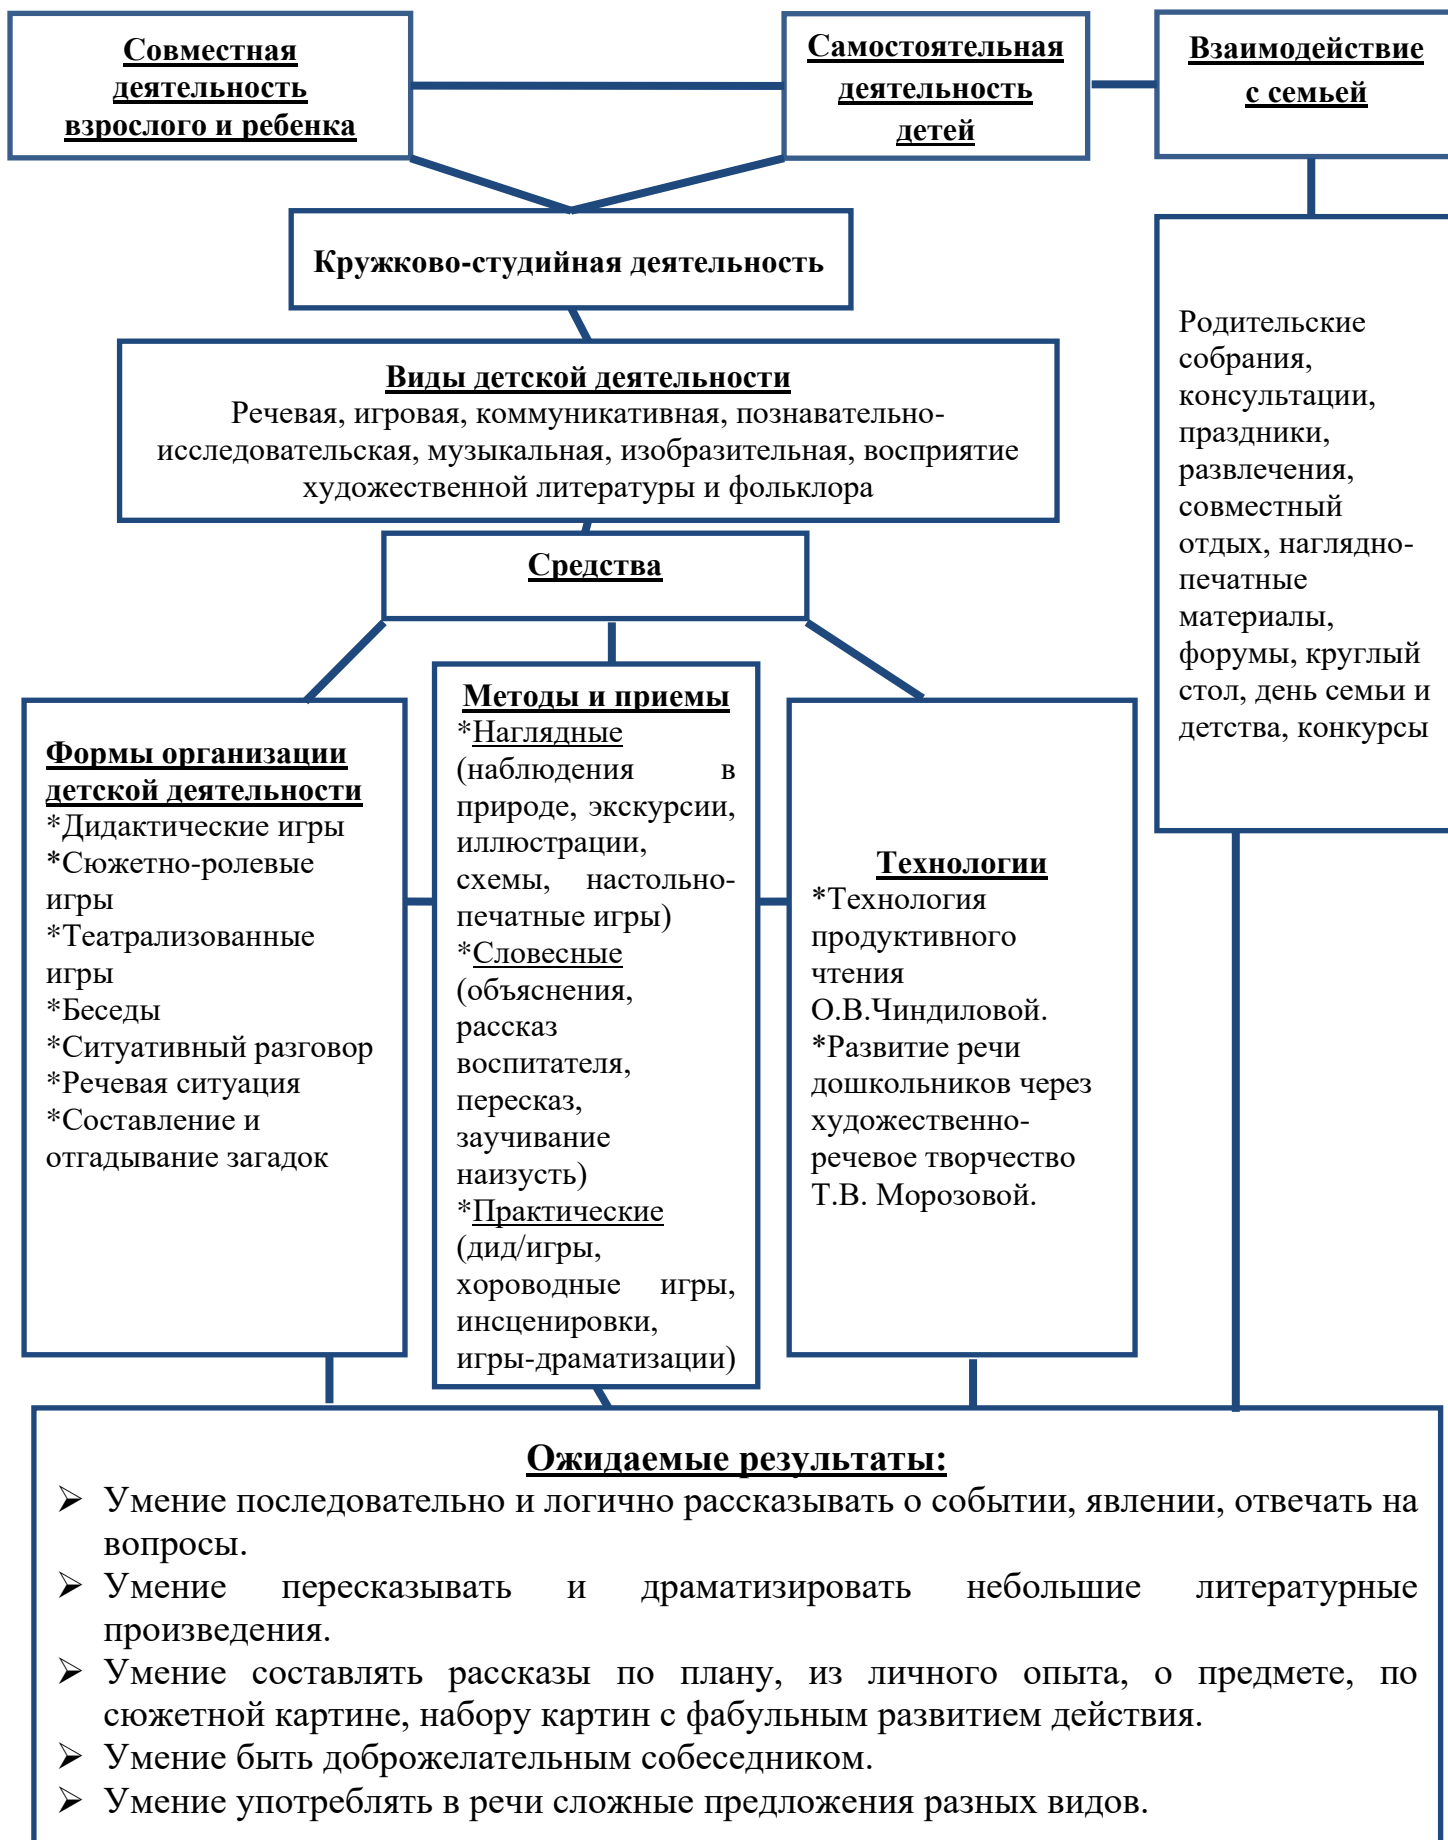 Совместная
деятельность
взрослого и ребенка
Самостоятельная
деятельность
детей
Взаимодействие
с семьей
Кружково-студийная деятельность
Виды детской деятельности
Речевая, игровая, коммуникативная, познавательно-
исследовательская, музыкальная, изобразительная, восприятие
художественной литературы и фольклора
Родительские
собрания,
консультации,
праздники,
развлечения,
совместный
отдых, наглядно-
печатные
материалы,
форумы, круглый
стол, день семьи и
детства, конкурсы
Средства
Формы организации
детской деятельности
*Дидактические игры
*Сюжетно-ролевые
игры
*Театрализованные
игры
*Беседы
*Ситуативный разговор
*Речевая ситуация
*Составление и
отгадывание загадок
Методы и приемы
*Наглядные
(наблюдения в
природе, экскурсии,
иллюстрации,
схемы, настольно-
печатные игры)
*Словесные
(объяснения,
рассказ
воспитателя,
пересказ,
заучивание
наизусть)
*Практические
(дид/игры,
хороводные игры,
инсценировки,
игры-драматизации)
Технологии
*Технология
продуктивного
чтения
О.В.Чиндиловой.
*Развитие речи
дошкольников через
художественно-
речевое творчество
Т.В. Морозовой.
Ожидаемые результаты:
➢ Умение последовательно и логично рассказывать о событии, явлении, отвечать на
вопросы.
➢ Умение пересказывать и драматизировать небольшие литературные
произведения.
➢ Умение составлять рассказы по плану, из личного опыта, о предмете, по
сюжетной картине, набору картин с фабульным развитием действия.
➢ Умение быть доброжелательным собеседником.
➢ Умение употреблять в речи сложные предложения разных видов.